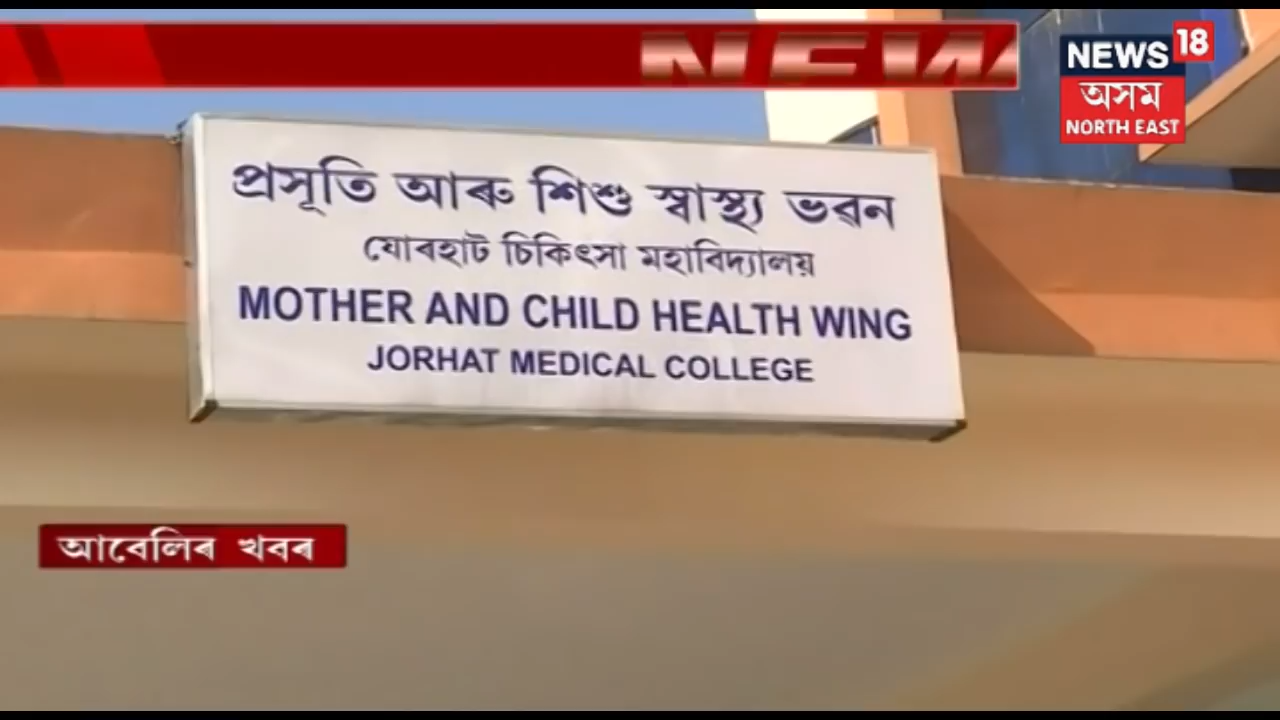 NEW
NEWS 18
অসম
NORTH EAST
প্ৰসূতি আৰু শিশু স্বাস্থ্য ভৱন
যোৰহাট চিকিৎসা মহাবিদ্যালয়
MOTHER AND CHILD HEALTH WING
JORHAT MEDICAL COLLEGE
আবেলিৰ খবৰ